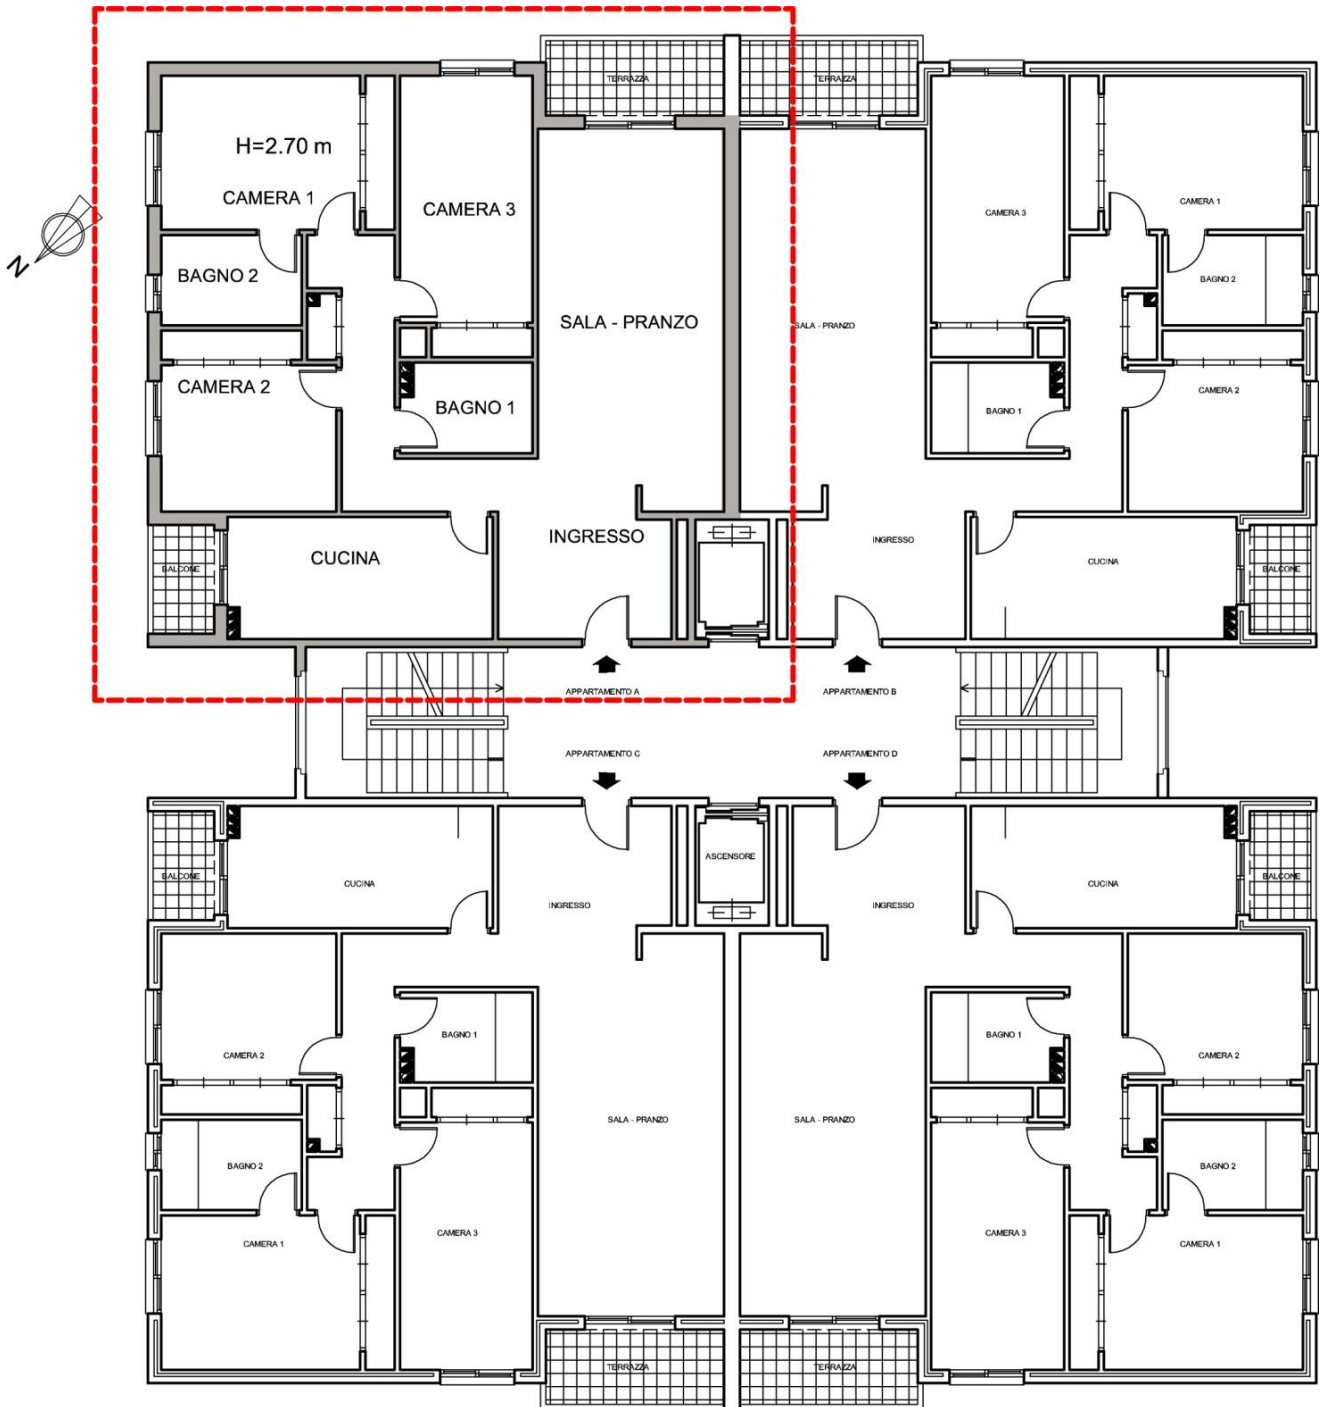 TERRAZZA
TERRAZZA
H=2.70 m
CAMERA 1
CAMERA 3
CAMERA 3
CAMERA 1
N
BAGNO 2
BAGNO 2
SALA - PRANZO
SALA - PRANZO
CAMERA 2
CAMERA 2
BAGNO 1
BAGNO 1
INGRESSO
INGRESSO
CUCINA
CUCINA
BALCONE
BALCONE
APPARTAMENTO A
APPARTAMENTO B
APPARTAMENTO C
APPARTAMENTO D
ASCENSORE
BALCONE
CUCINA
CUCINA
BALCONE
INGRESSO
INGRESSO
BAGNO 1
BAGNO 1
CAMERA 2
CAMERA 2
SALA - PRANZO
SALA - PRANZO
BAGNO 2
BAGNO 2
CAMERA 1
CAMERA 3
CAMERA 3
CAMERA 1
TERRAZZA
TERRAZZA